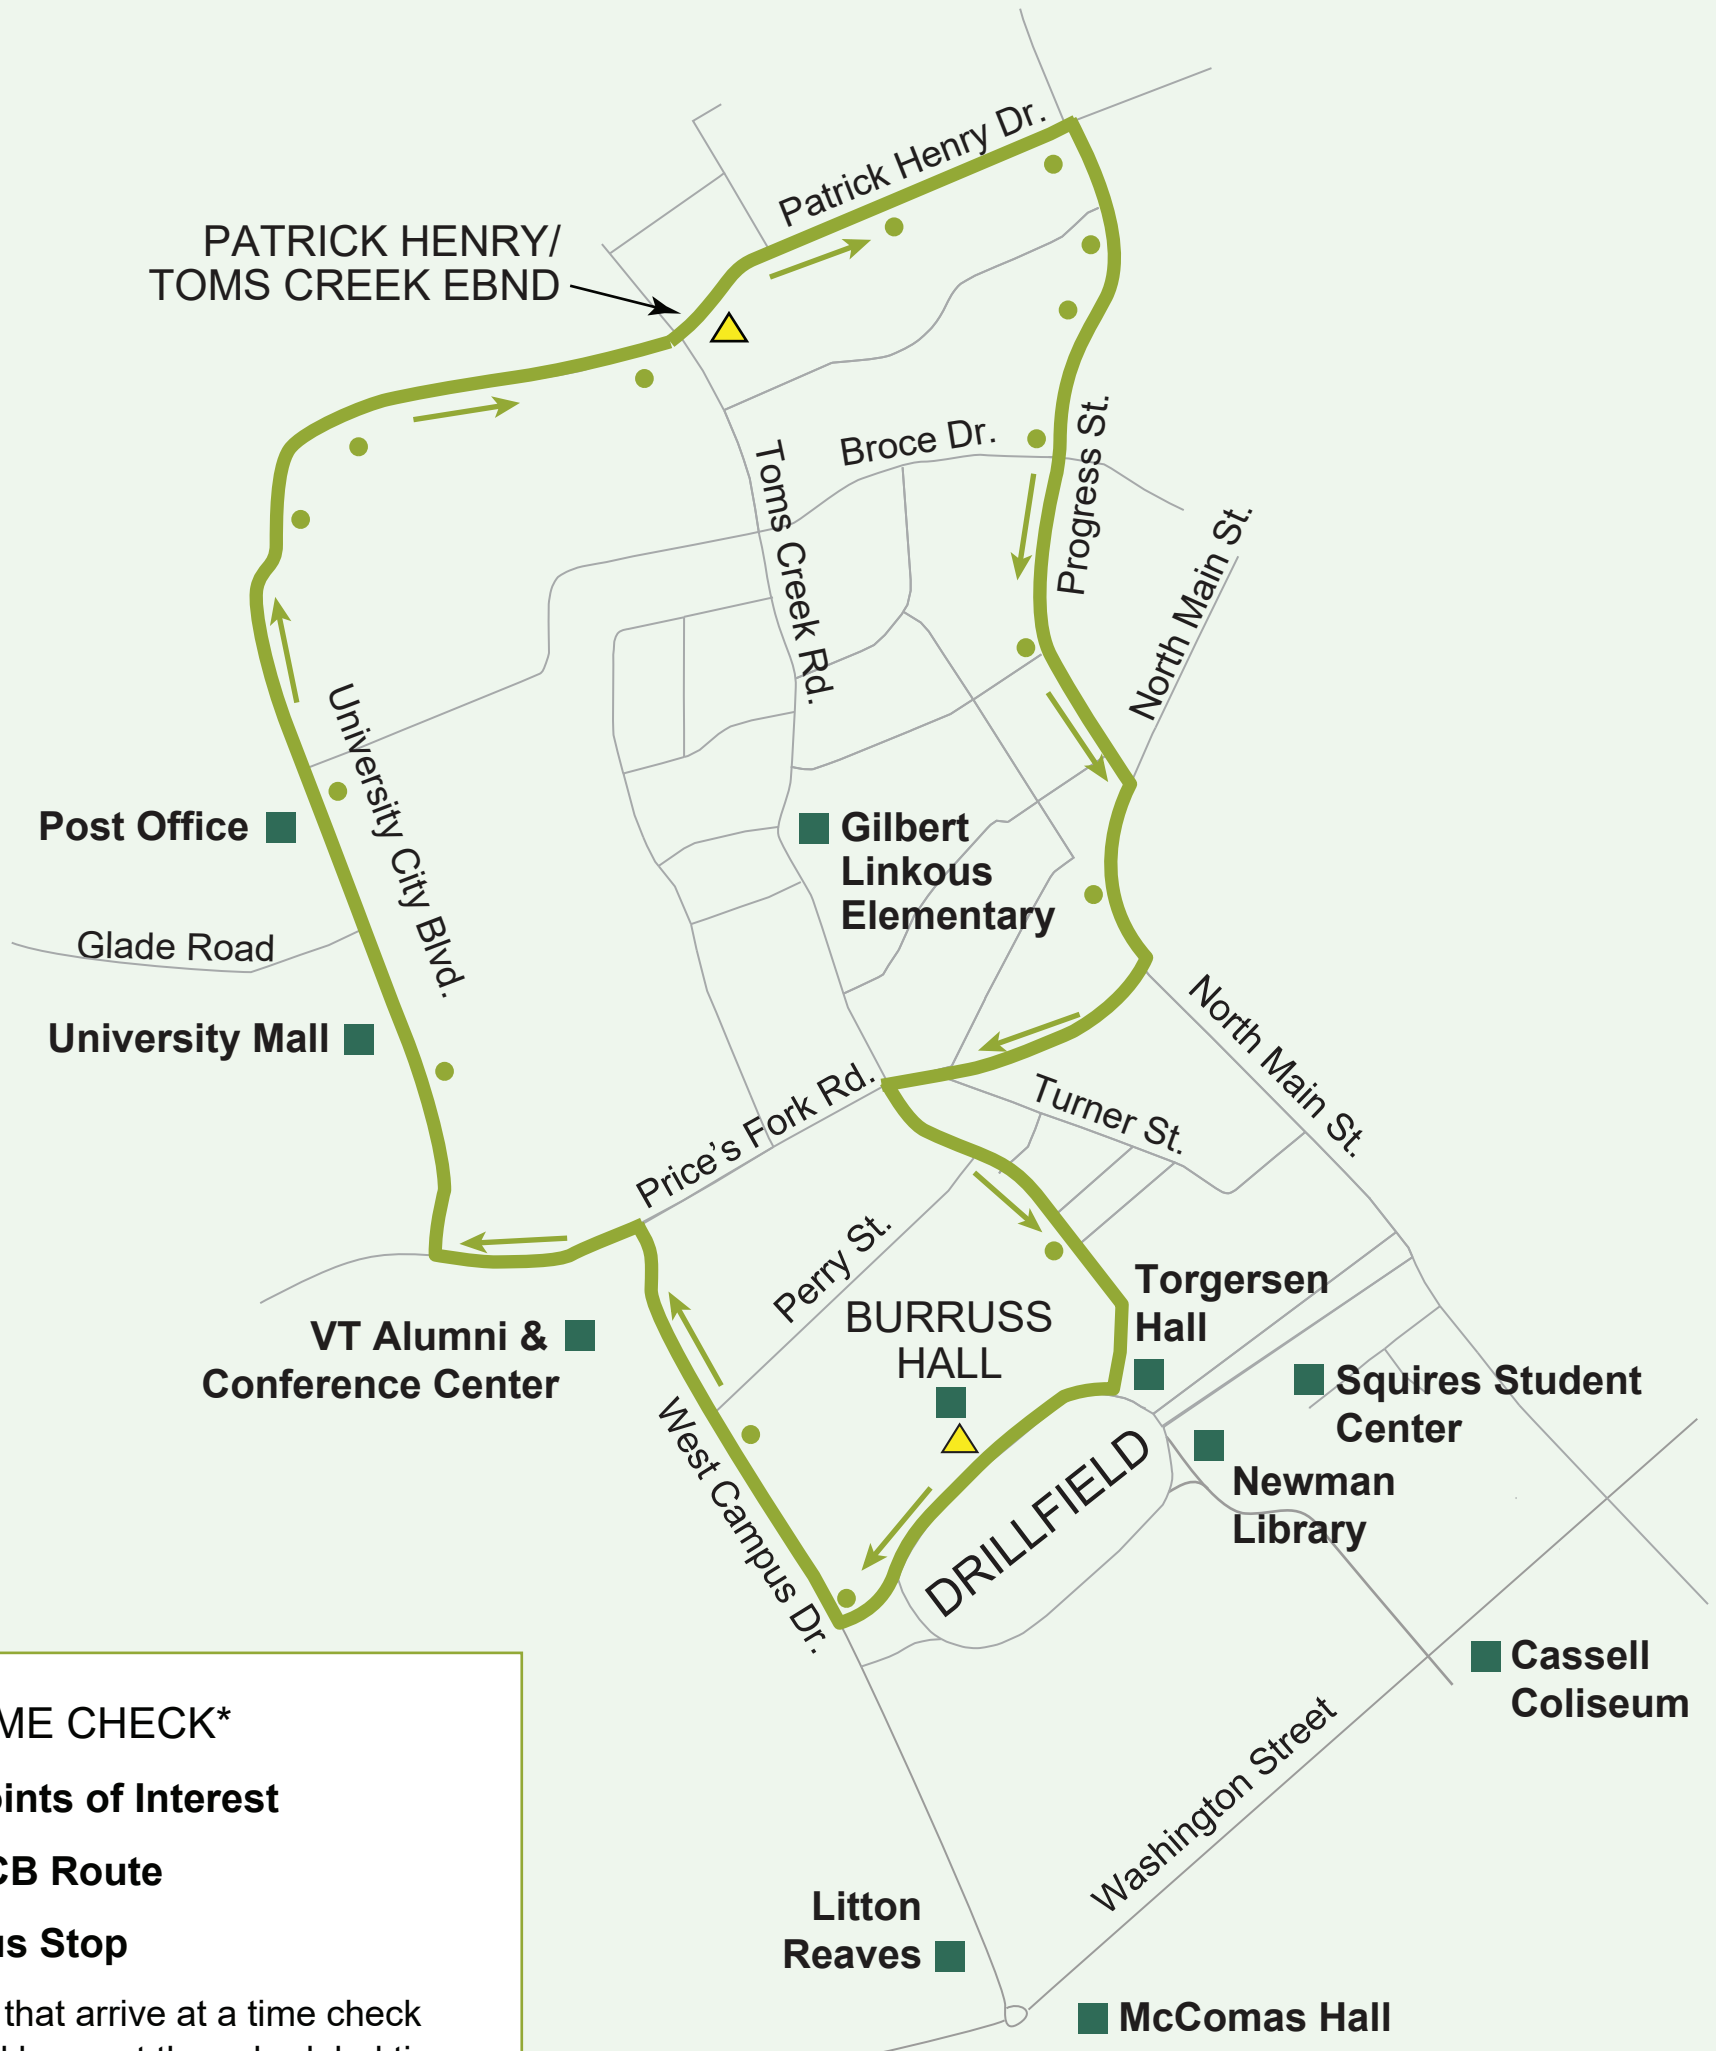 Patrick Henry Dr.
PATRICK HENRY/
TOMS CREEK EBND
Broce Dr.
Toms Creek Rd.
Progress St.
North Main St.
University City Blvd.
Post Office
Gilbert
Linkous
Elementary
Glade Road
University Mall
North Main St.
Price’s Fork Rd.
Turner St.
Perry St.
Torgersen
Hall
BURRUSS
HALL
VT Alumni &
Conference Center
Squires Student
Center
West Campus Dr.
DRILLFIELD
Newman
Library
Cassell
Coliseum
Washington Street
Litton
Reaves
McComas Hall
ME CHECK*
ints of Interest
CB Route
us Stop
that arrive at a time check